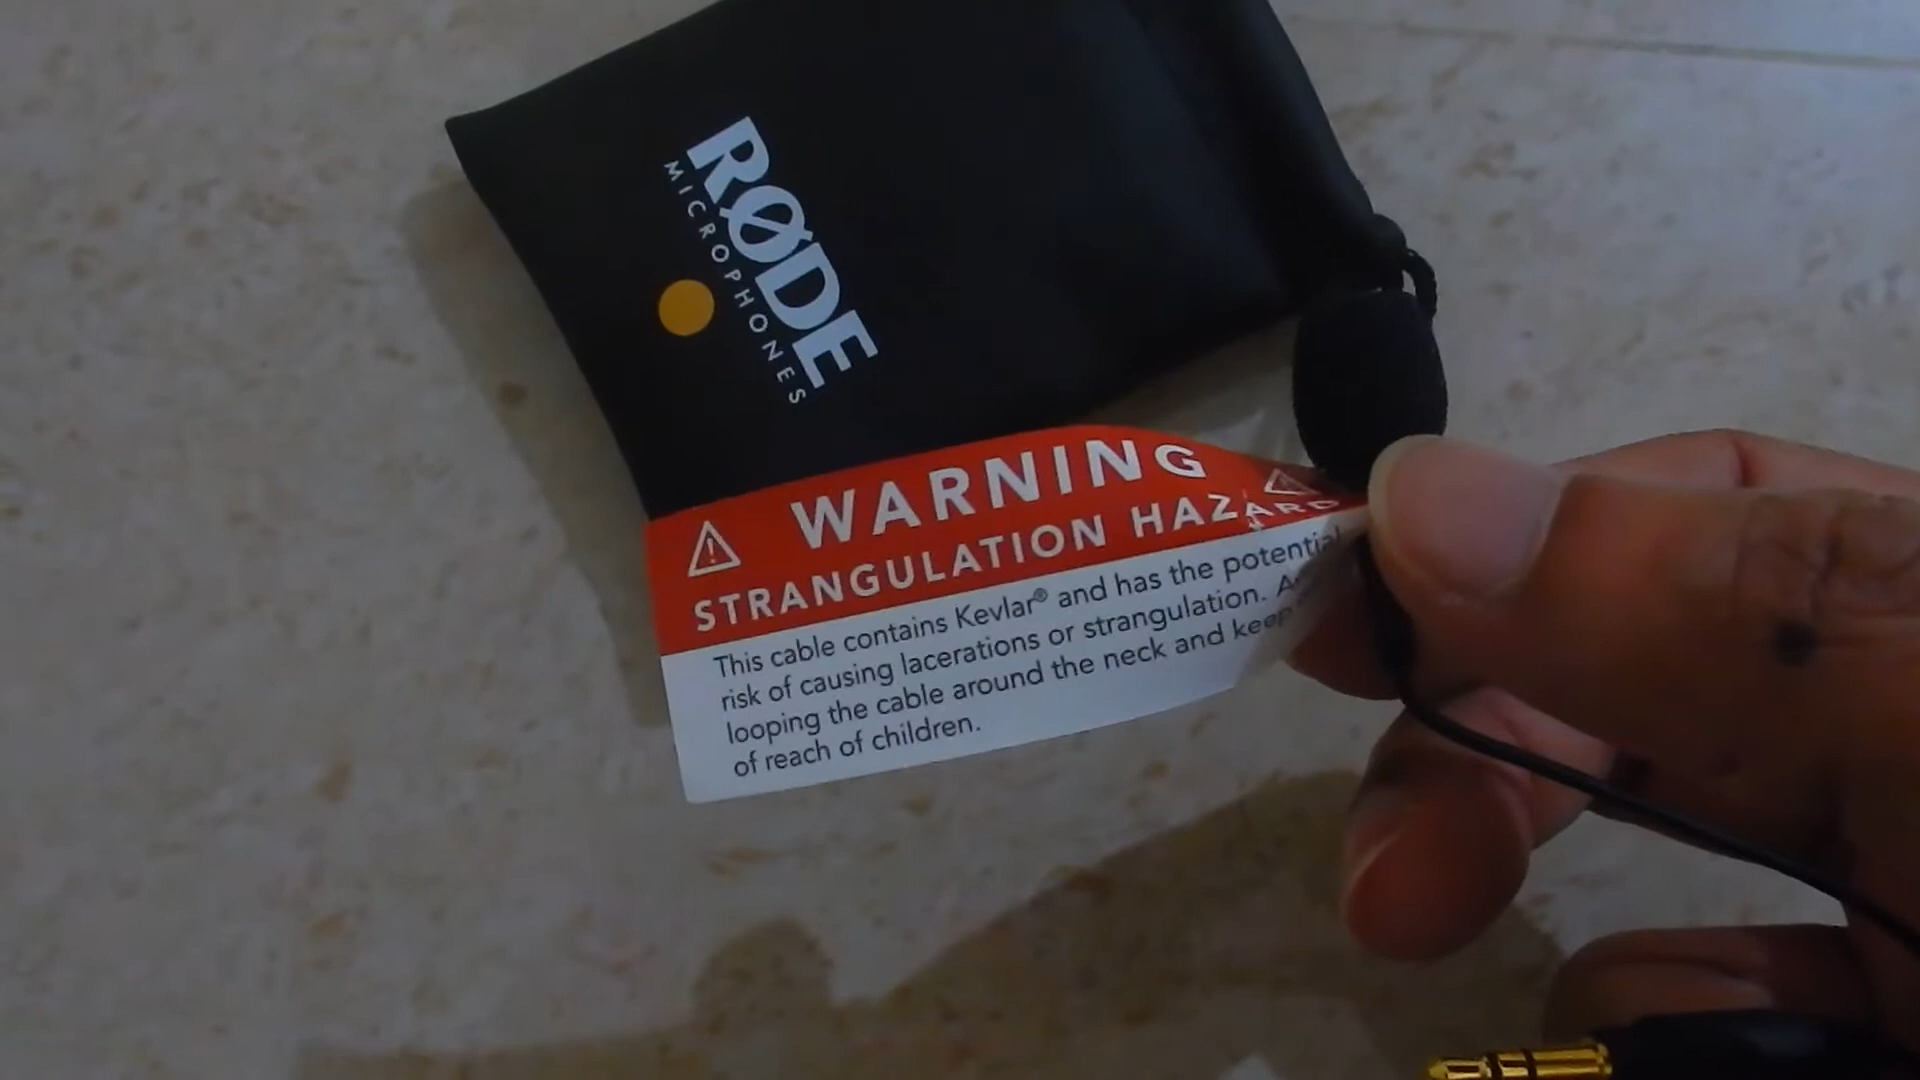 RØDE
MICROPHONES
WARNING
STRANGULATION HAZARD
This cable contains Kevlar® and has the potential
risk of causing lacerations or strangulation.
looping the cable around the neck and keep
of reach of children.